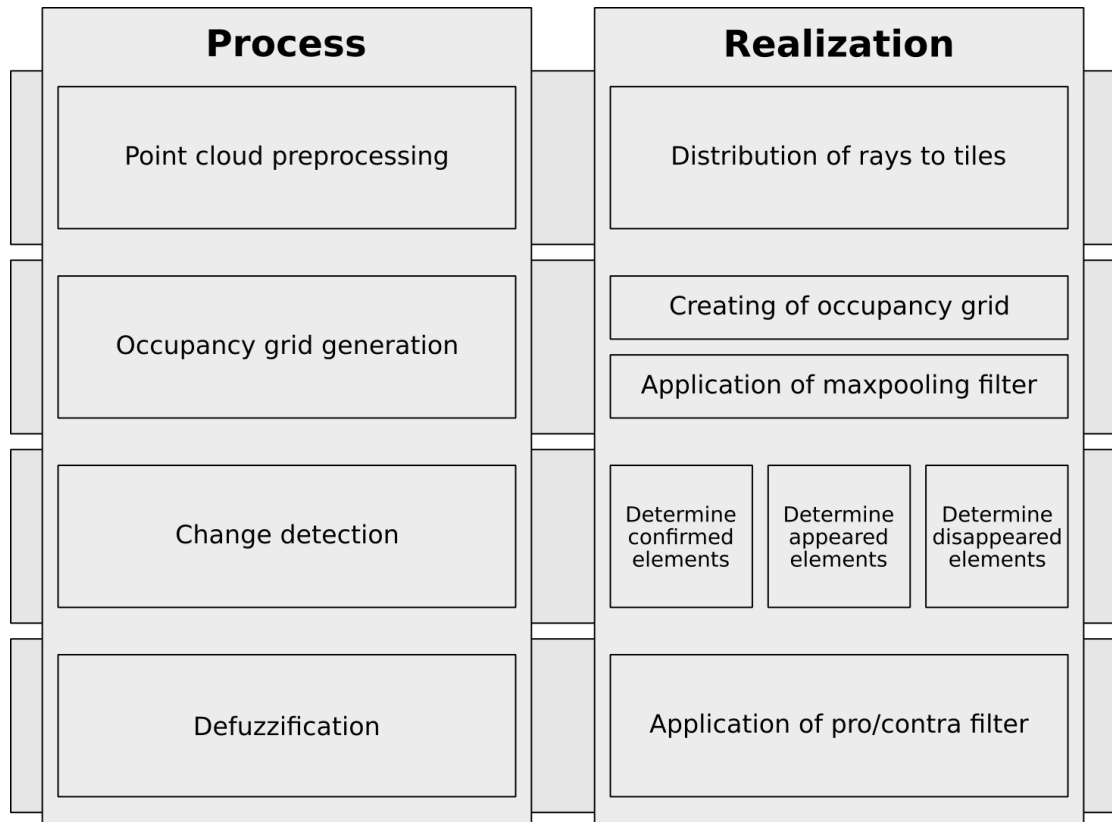 Process
Realization
Point cloud preprocessing
Distribution of rays to tiles
Occupancy grid generation
Creating of occupancy grid
Application of maxpooling filter
Change detection
Determine
confirmed
elements
Determine
appeared
elements
Determine
disappeared
elements
Defuzzification
Application of pro/contra filter